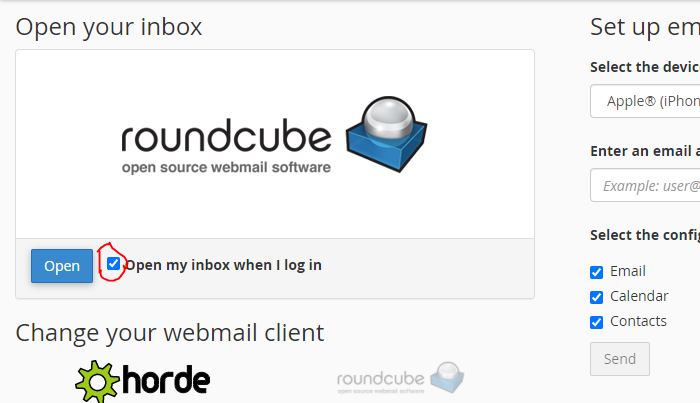 Open your inbox
roundcube
open source webmail software
Open
Open my inbox when I log in
Change your webmail client
horde
roundcube
open source webmail software
Set up em
Select the devic
Apple® (iPhon
Enter an email a
Example: user@
Select the config
Email
Calendar
Contacts
Send